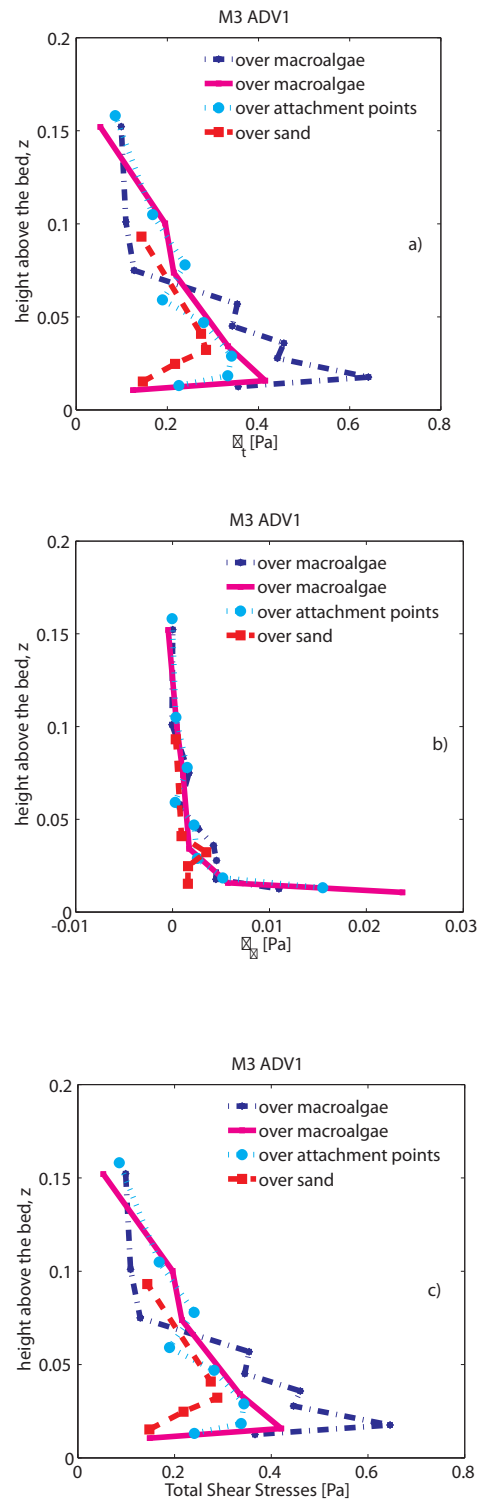 M3 ADV1
0.2
over macroalgae
over macroalgae
over attachment points
over sand
0.15
height above the bed, z
0.1
a)
0.05
0
0
0.2
0.4
0.6
0.8
t [Pa]
M3 ADV1
0.2
over macroalgae
over macroalgae
over attachment points
over sand
0.15
height above the bed, z
0.1
b)
0.05
0
-0.01
0
0.01
0.02
0.03
[Pa]
M3 ADV1
0.2
over macroalgae
over macroalgae
over attachment points
over sand
0.15
height above the bed, z
0.1
c)
0.05
0
0
0.2
0.4
0.6
0.8
Total Shear Stresses [Pa]